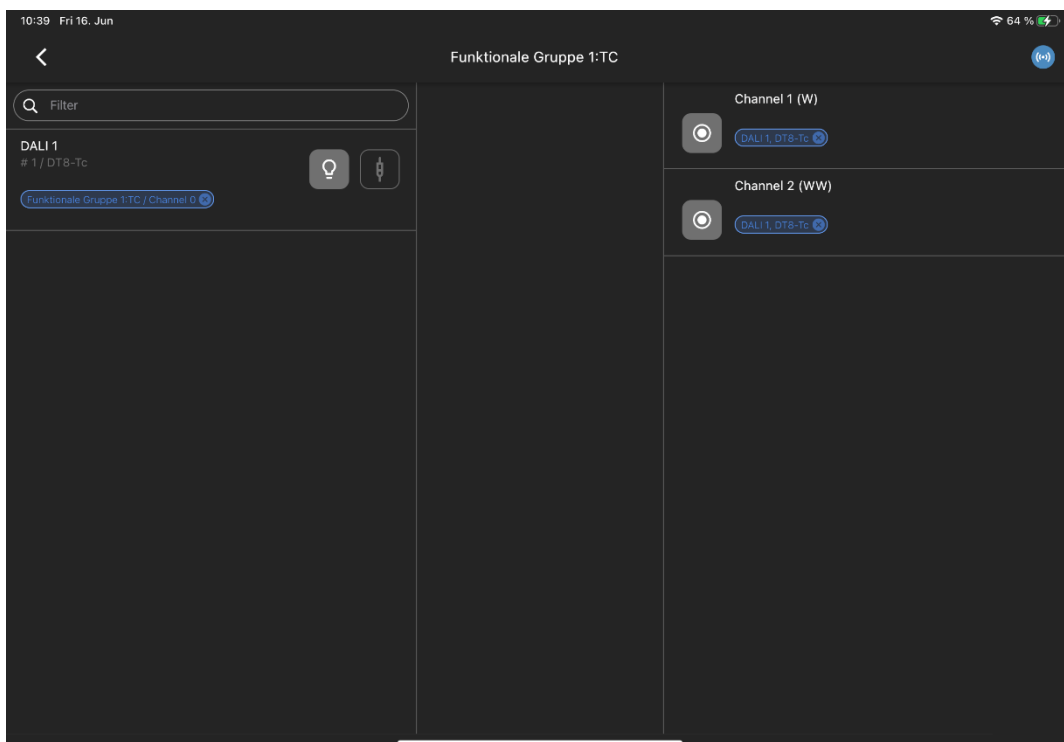 10:39 Fri 16. Jun
64 %
Funktionale Gruppe 1:TC
Filter
DALI 1
# 1 / DT8-Tc
Funktionale Gruppe 1:TC / Channel 0
Channel 1 (W)
DALI 1, DT8-Tc
Channel 2 (WW)
DALI 1, DT8-Tc